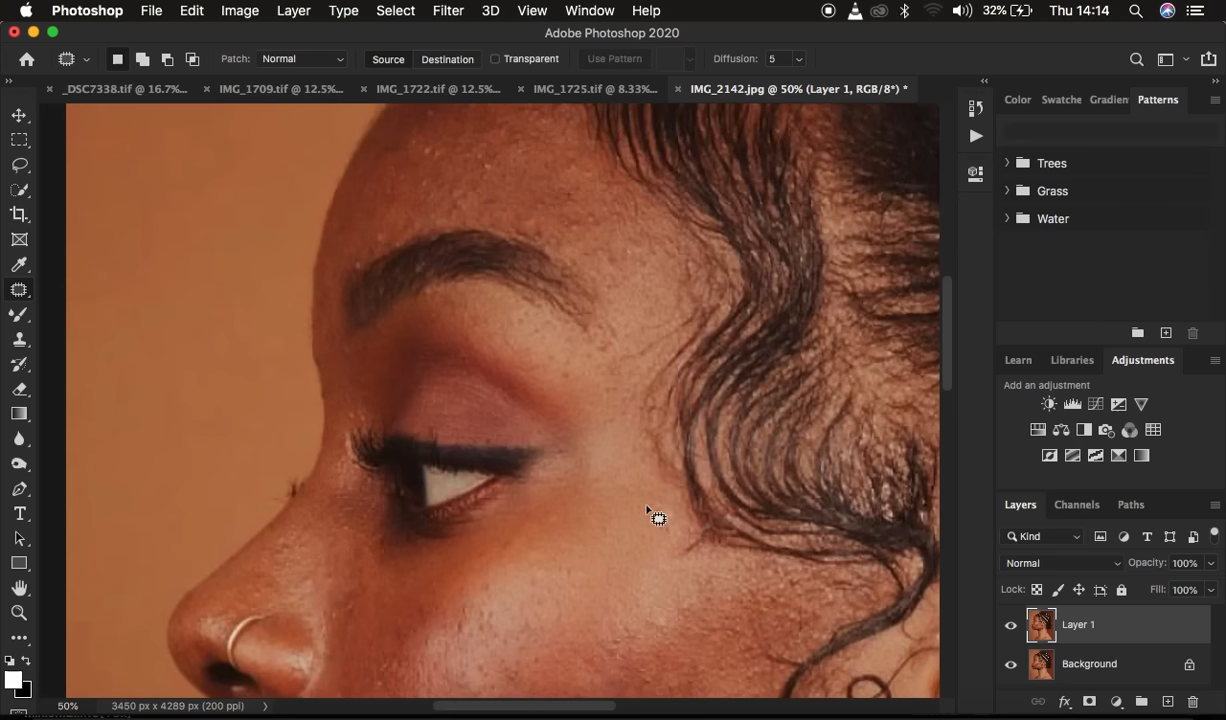 Photoshop File Edit Image Layer Type Select Filter 3D View Window Help 32% Thu 14:14
Adobe Photoshop 2020
Patch: Normal Source Destination Transparent Use Pattern Diffusion: 5
_DSC7338.tif @ 16.7%... IMG_1709.tif @ 12.5%... IMG_1722.tif @ 12.5%... IMG_1725.tif @ 8.33%... IMG_2142.jpg @ 50% (Layer 1, RGB/8*) *
Color Swatche Gradien Patterns
Trees
Grass
Water
Learn Libraries Adjustments
Add an adjustment
Layers Channels Paths
Kind
Normal Opacity: 100%
Lock: Fill: 100%
Layer 1
Background
50% 3450 px x 4289 px (200 ppi)